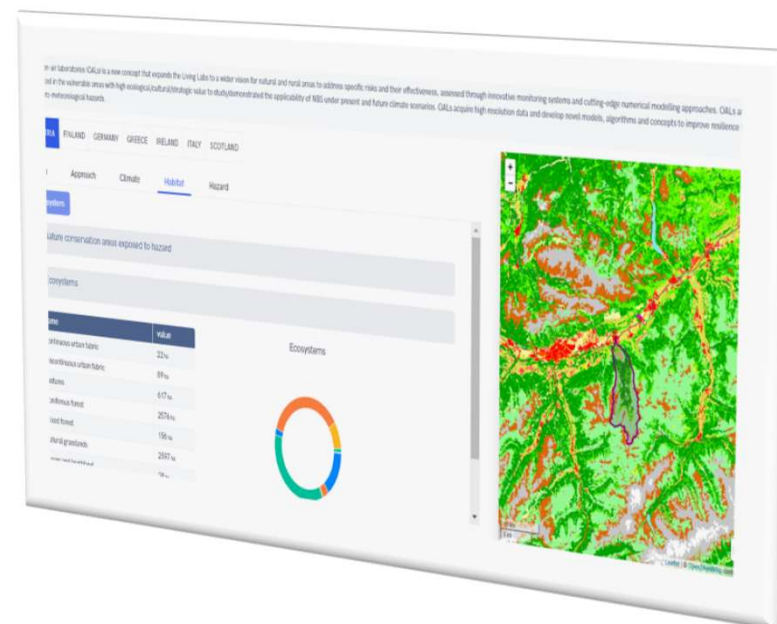 air laboratories (OALs) is a new concept that expands the Living Labs to a wider vision for natural and rural areas to address specific risks and their effectiveness, assessed through innovative monitoring systems and cutting-edge numerical modelling approaches. OALs
in the vulnerable areas with high ecological/cultural/strategic value to study/demonstrated the applicability of NBS under present and future climate scenarios. OALs acquire high resolution data and develop novel models, algorithms and concepts to improve resilience
meteorological hazards.
RIA FINLAND GERMANY GREECE IRELAND ITALY SCOTLAND
Approach Climate Habitat Hazard
system
ature conservation areas exposed to hazard
cosystems
value
ontinuous urban fabric 22 ha
iscontinuous urban fabric 89 ha
617 ha
oniferous forest 2576 ha
forest 156 ha
atural grasslands 2597 ha
Ecosystems
+
-
5 km
Leaflet | ©